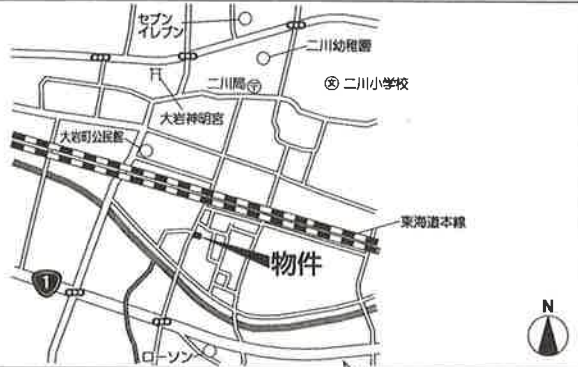 セブン
イレブン
二川幼稚園
二川局〒
文 二川小学校
大岩神明宮
大岩町公民館
東海道本線
物件
1
N
ローソン